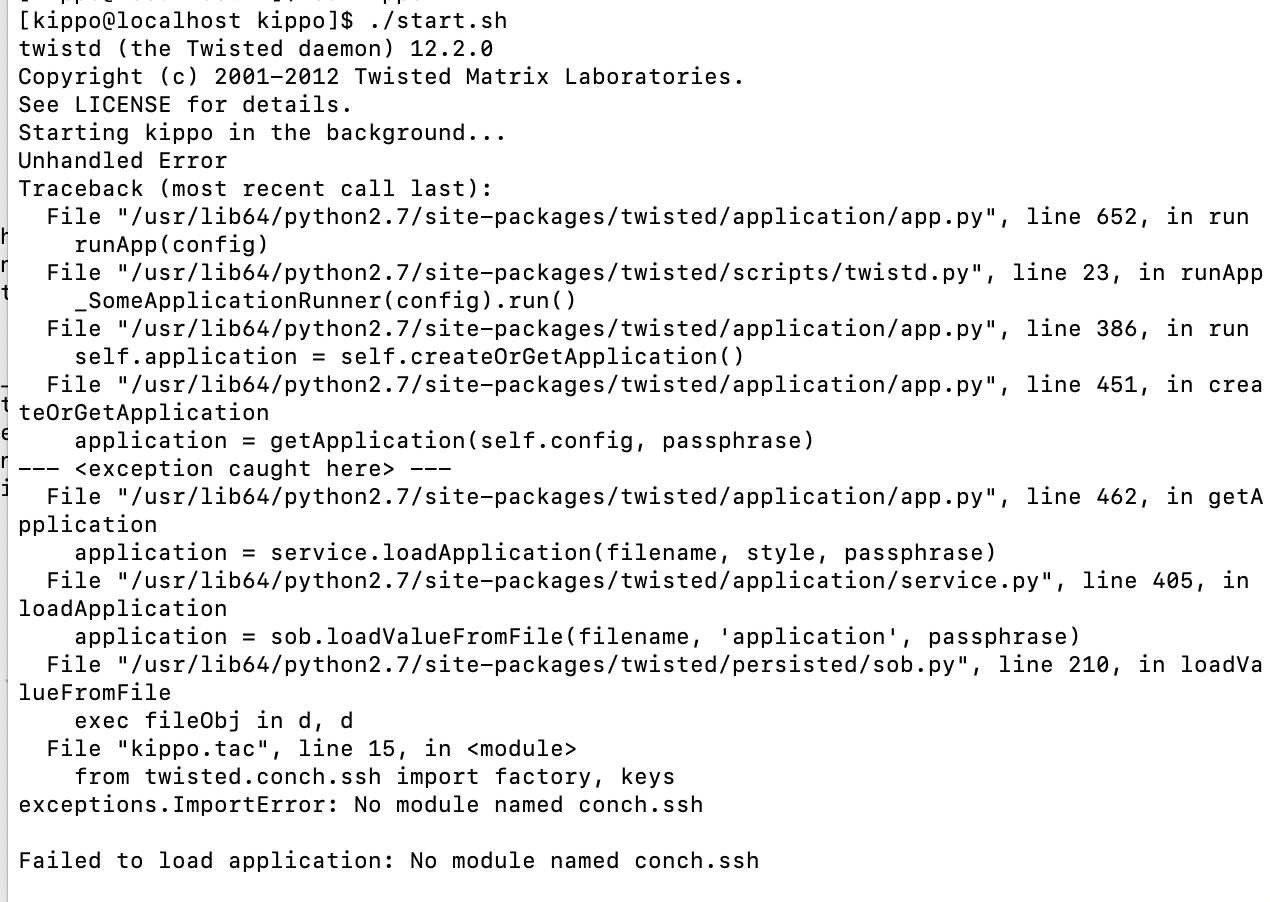 [kippo@localhost kippo]$ ./start.sh
twistd (the Twisted daemon) 12.2.0
Copyright (c) 2001-2012 Twisted Matrix Laboratories.
See LICENSE for details.
Starting kippo in the background...
Unhandled Error
Traceback (most recent call last):
  File "/usr/lib64/python2.7/site-packages/twisted/application/app.py", line 652, in run
    runApp(config)
  File "/usr/lib64/python2.7/site-packages/twisted/scripts/twistd.py", line 23, in runApp
    _SomeApplicationRunner(config).run()
  File "/usr/lib64/python2.7/site-packages/twisted/application/app.py", line 386, in run
    self.application = self.createOrGetApplication()
  File "/usr/lib64/python2.7/site-packages/twisted/application/app.py", line 451, in crea
teOrGetApplication
    application = getApplication(self.config, passphrase)
--- <exception caught here> ---
  File "/usr/lib64/python2.7/site-packages/twisted/application/app.py", line 462, in getA
pplication
    application = service.loadApplication(filename, style, passphrase)
  File "/usr/lib64/python2.7/site-packages/twisted/application/service.py", line 405, in
loadApplication
    application = sob.loadValueFromFile(filename, 'application', passphrase)
  File "/usr/lib64/python2.7/site-packages/twisted/persisted/sob.py", line 210, in loadVa
lueFromFile
    exec fileObj in d, d
  File "kippo.tac", line 15, in <module>
    from twisted.conch.ssh import factory, keys
exceptions.ImportError: No module named conch.ssh

Failed to load application: No module named conch.ssh